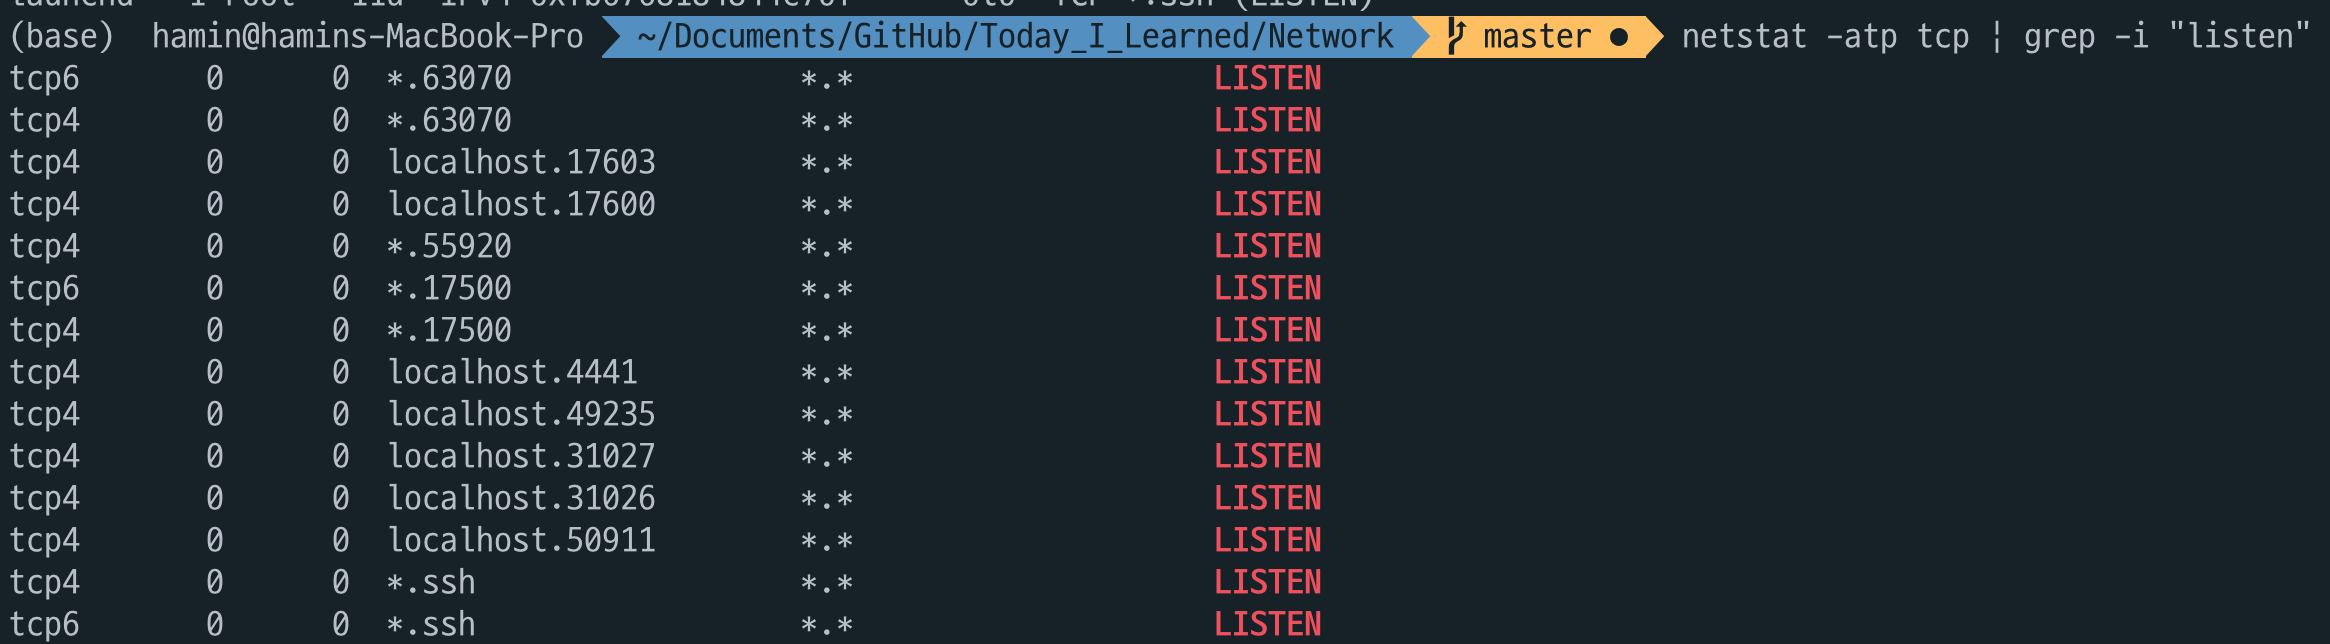 (base) hamin@hamins-MacBook-Pro ~/Documents/GitHub/Today_I_Learned/Network master ● netstat -atp tcp | grep -i "listen"
tcp6 0 0 *.63070 *.* LISTEN
tcp4 0 0 *.63070 *.* LISTEN
tcp4 0 0 localhost.17603 *.* LISTEN
tcp4 0 0 localhost.17600 *.* LISTEN
tcp4 0 0 *.55920 *.* LISTEN
tcp6 0 0 *.17500 *.* LISTEN
tcp4 0 0 *.17500 *.* LISTEN
tcp4 0 0 localhost.4441 *.* LISTEN
tcp4 0 0 localhost.49235 *.* LISTEN
tcp4 0 0 localhost.31027 *.* LISTEN
tcp4 0 0 localhost.31026 *.* LISTEN
tcp4 0 0 localhost.50911 *.* LISTEN
tcp4 0 0 *.ssh *.* LISTEN
tcp6 0 0 *.ssh *.* LISTEN